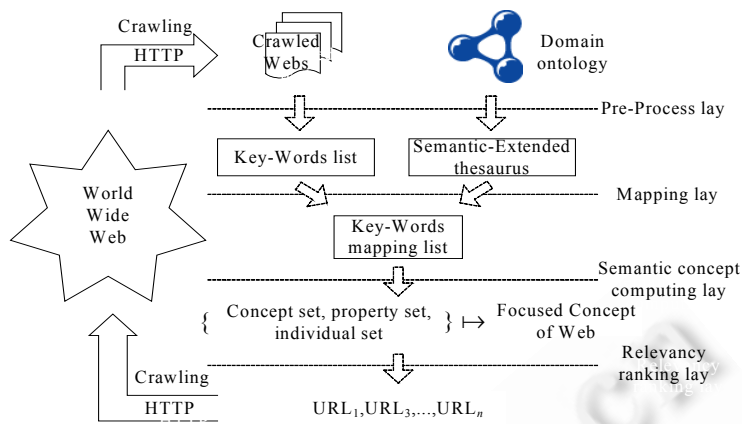 Crawling
HTTP
Crawled
Webs
Domain
ontology
Pre-Process lay
Key-Words list
Semantic-Extended
thesaurus
World
Wide
Web
Mapping lay
Key-Words
mapping list
Semantic concept
computing lay
{ Concept set, property set,
individual set } ↦ Focused Concept
of Web
Relevancy
ranking lay
Crawling
HTTP
URL₁,URL₃,...,URLₙ